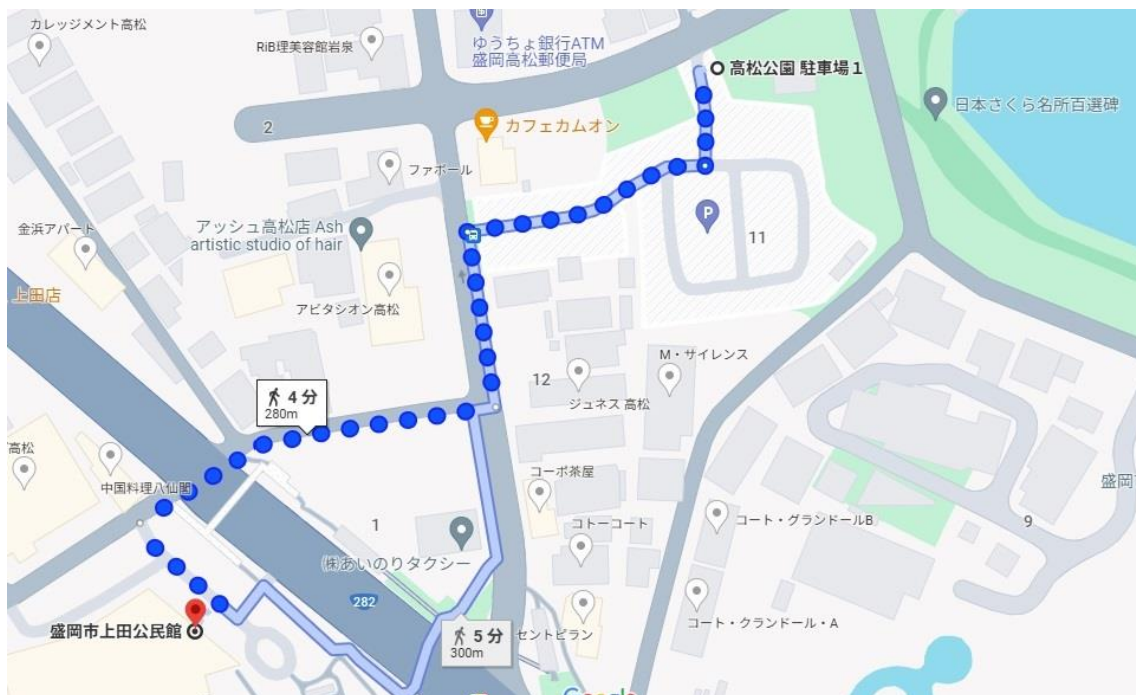 カレッジメント高松
RiB理美容館岩泉
ゆうちょ銀行ATM
盛岡高松郵便局
高松公園 駐車場1
日本さくら名所百選碑
2
カフェカムオン
ファボール
金浜アパート
アッシュ高松店 Ash
artistic studio of hair
P
11
上田店
アビタシオン高松
M・サイレンス
12
ジュネス 高松
4 分
280m
高松
中国料理八仙閣
コーポ茶屋
盛岡
コート・グランドールB
9
1
コトーコート
㈱あいのりタクシー
282
コート・クランドール・A
盛岡市上田公民館
5 分
300m
セントビラン
Google